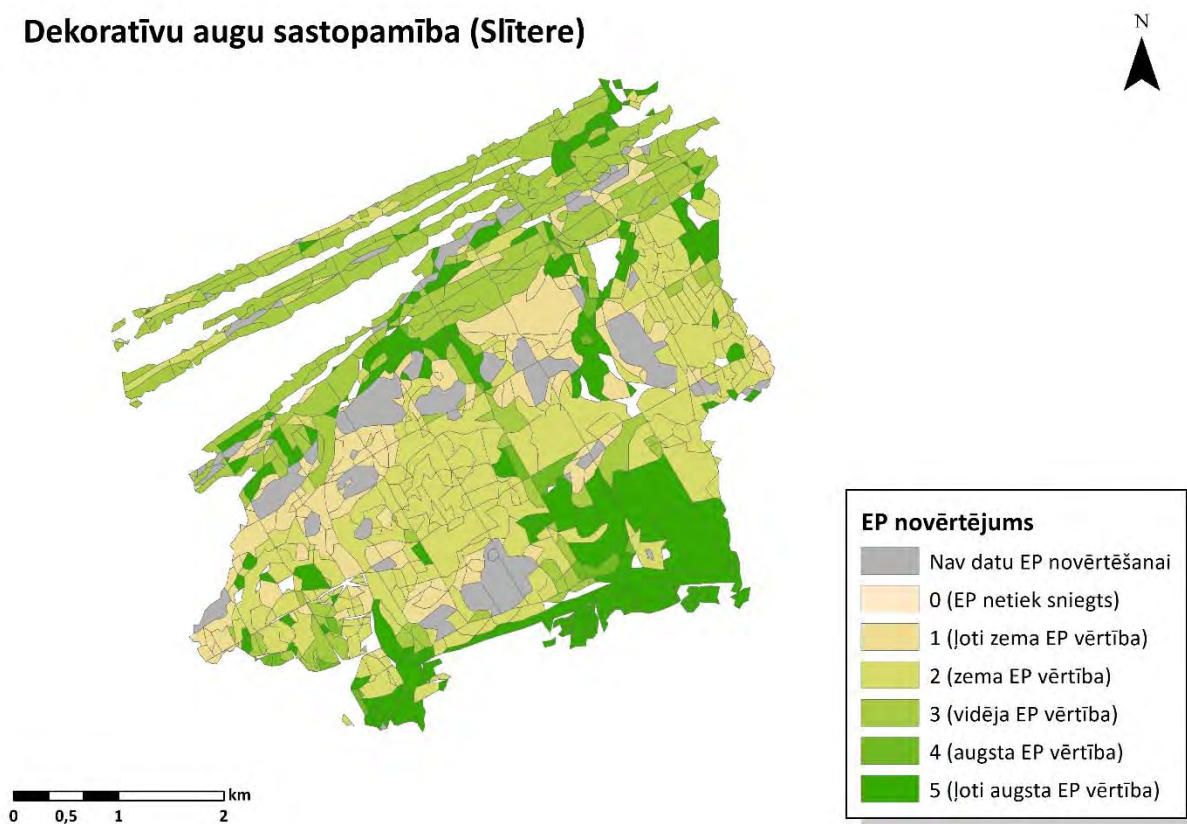 Dekoratīvu augu sastopamība (Slītere)
N
EP novērtējums
Nav datu EP novērtēšanai
0 (EP netiek sniegts)
1 (ļoti zema EP vērtība)
2 (zema EP vērtība)
3 (vidēja EP vērtība)
4 (augsta EP vērtība)
5 (ļoti augsta EP vērtība)
km
0 0,5 1 2